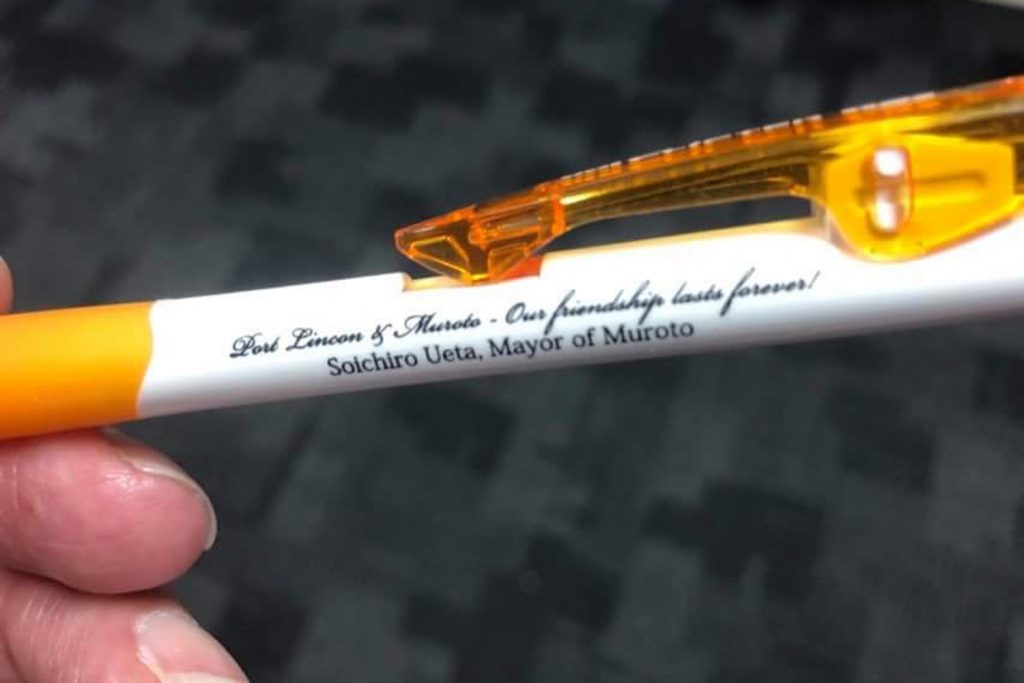 Port Lincon & Muroto - Our friendship lasts forever!
Soichiro Ueta, Mayor of Muroto